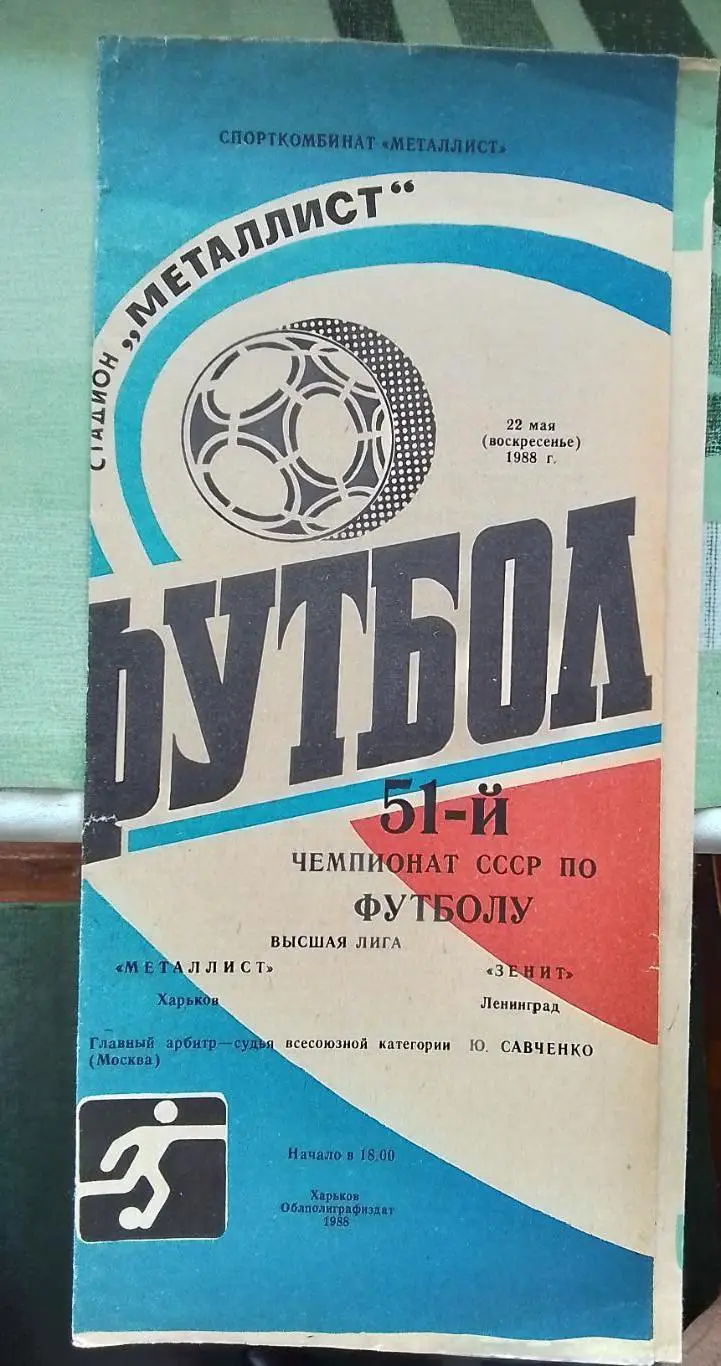 СПОРТКОМБИНАТ «МЕТАЛЛИСТ»
СТАДИОН „МЕТАЛЛИСТ“
22 мая
(воскресенье)
1988 г.
ФУТБОЛ
51-й
ЧЕМПИОНАТ СССР ПО
ФУТБОЛУ
ВЫСШАЯ ЛИГА
«МЕТАЛЛИСТ» «ЗЕНИТ»
Харьков Ленинград
Главный арбитр—судья всесоюзной категории Ю. САВЧЕНКО
(Москва)
Начало в 18.00
Харьков
Облполиграфиздат
1988